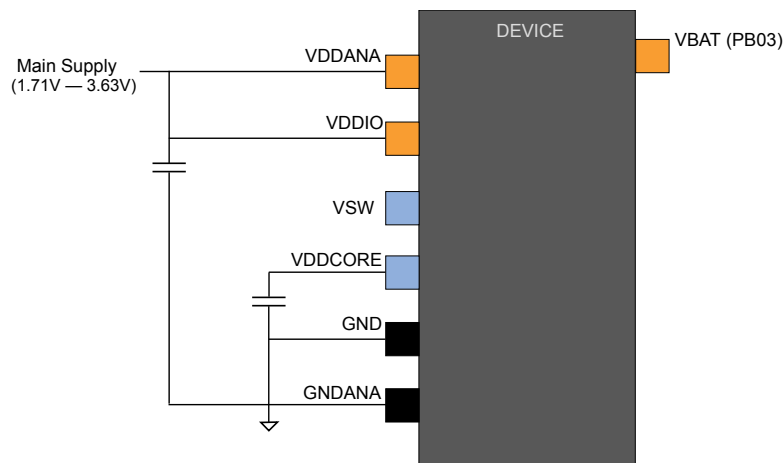 DEVICE
VBAT (PB03)
VDDANA
Main Supply
(1.71V — 3.63V)
VDDIO
VSW
VDDCORE
GND
GNDANA